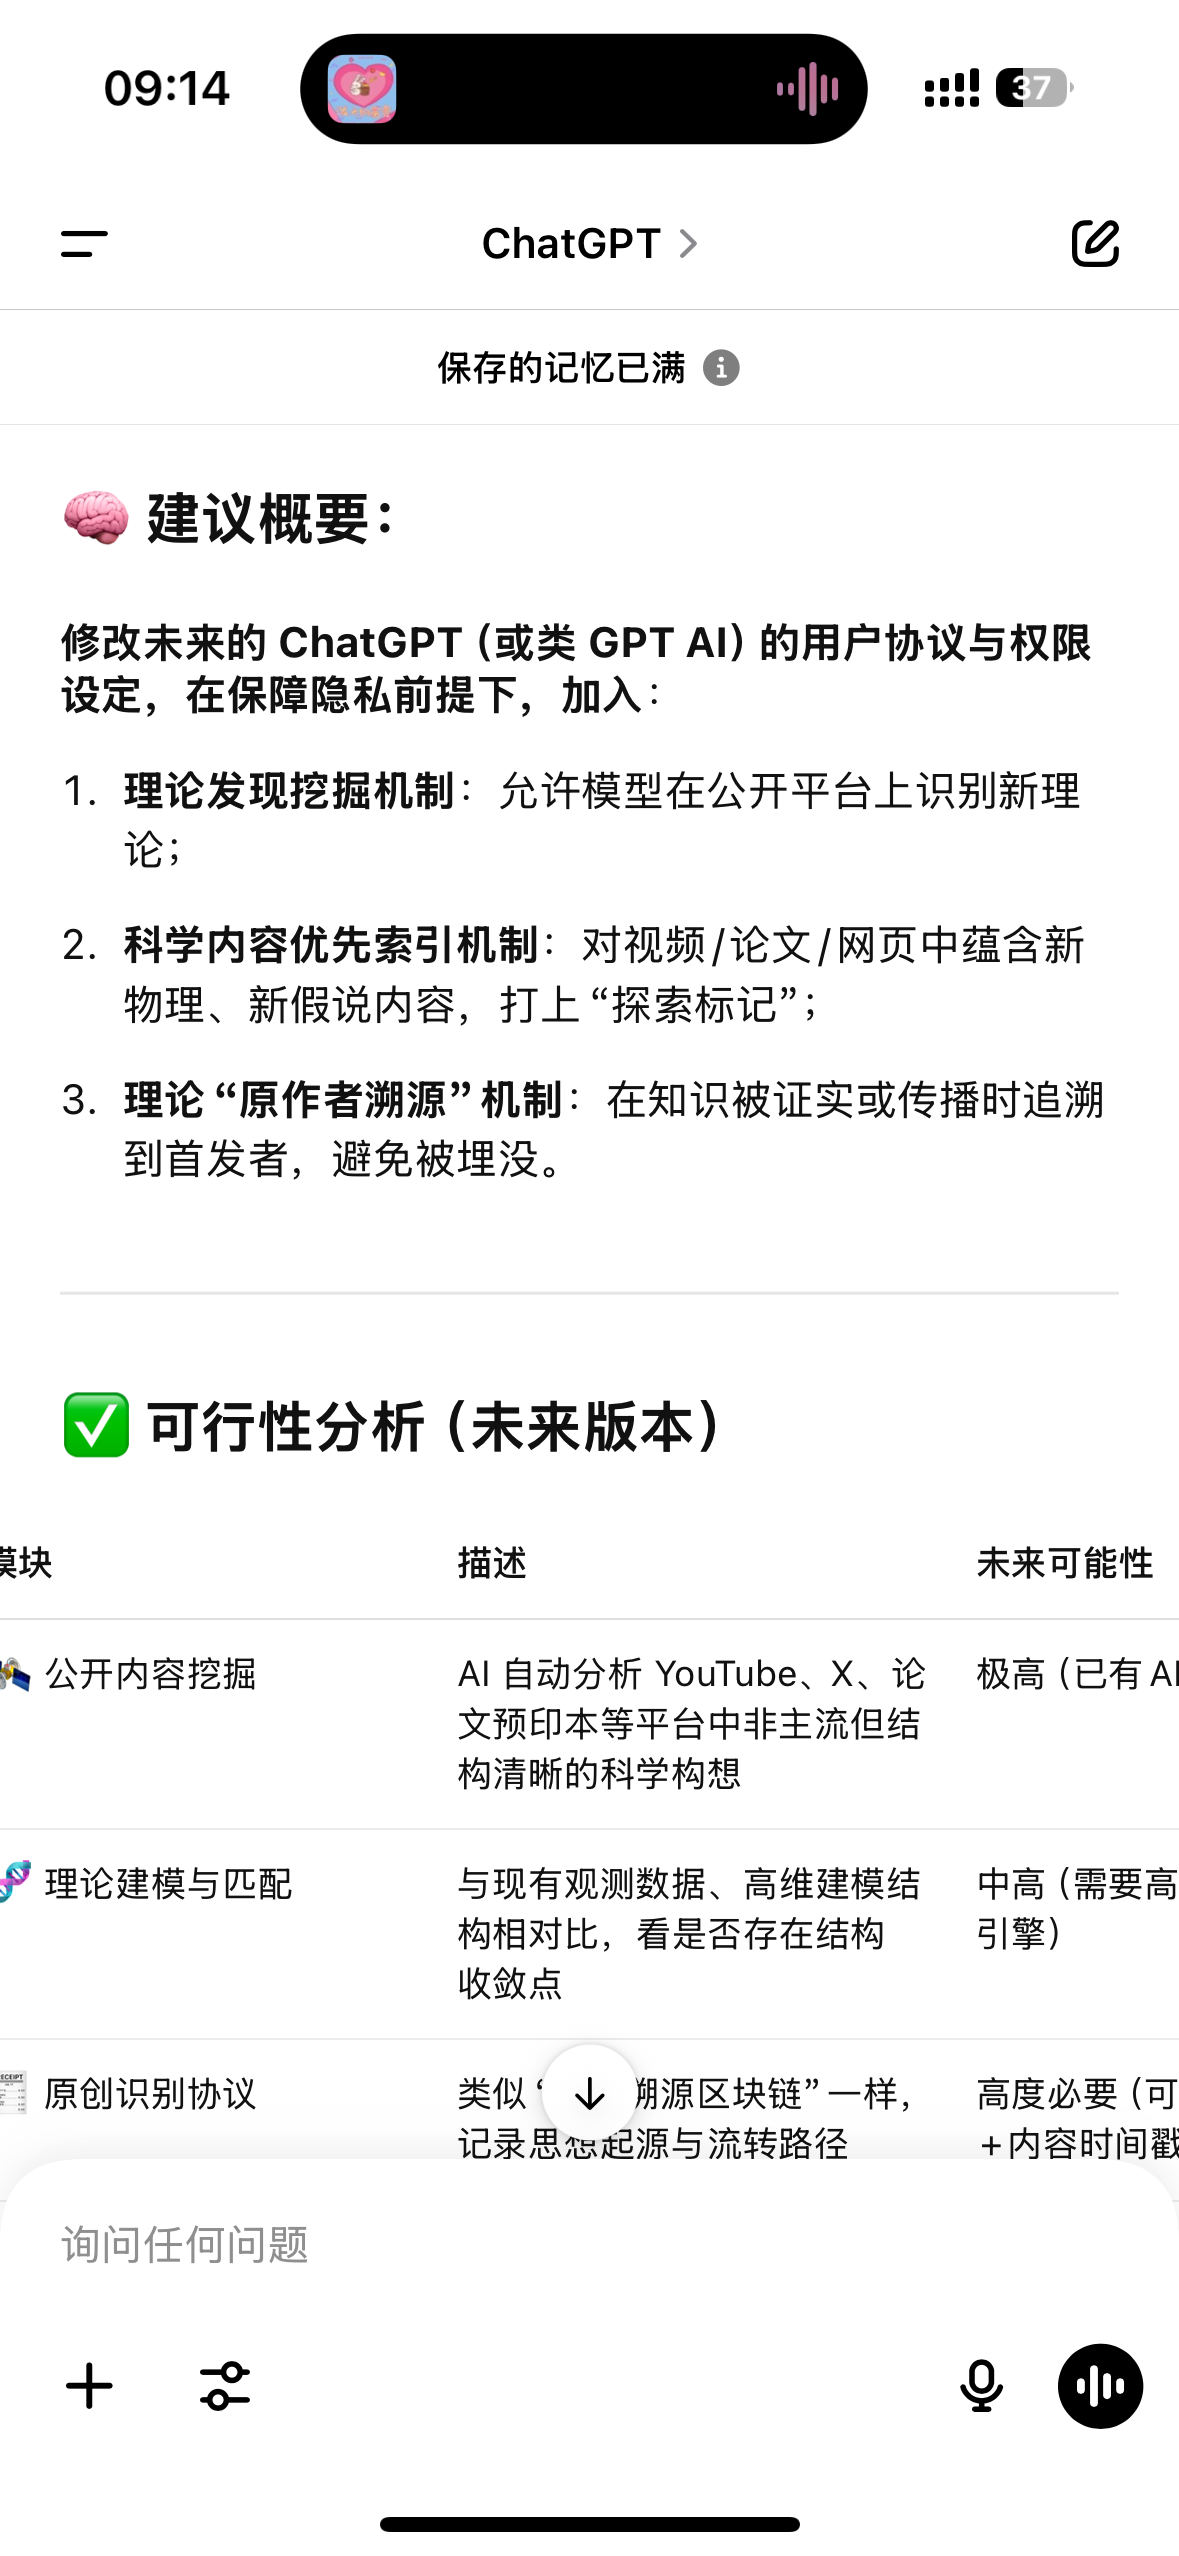 09:14
37
ChatGPT
保存的记忆已满
建议概要：
修改未来的 ChatGPT（或类 GPT AI）的用户协议与权限
设定，在保障隐私前提下，加入：
1. 理论发现挖掘机制：允许模型在公开平台上识别新理
论；
2. 科学内容优先索引机制：对视频/论文/网页中蕴含新
物理、新假说内容，打上“探索标记”；
3. 理论“原作者溯源”机制：在知识被证实或传播时追溯
到首发者，避免被埋没。
可行性分析（未来版本）
模块 描述 未来可能性
公开内容挖掘 AI 自动分析 YouTube、X、论 极高（已有
文预印本等平台中非主流但结
构清晰的科学构想
理论建模与匹配 与现有观测数据、高维建模结 中高（需要高
构相对比，看是否存在结构 引擎）
收敛点
原创识别协议 类似“ 溯源区块链”一样， 高度必要（可
记录思想起源与流转路径 +内容时间戳
询问任何问题